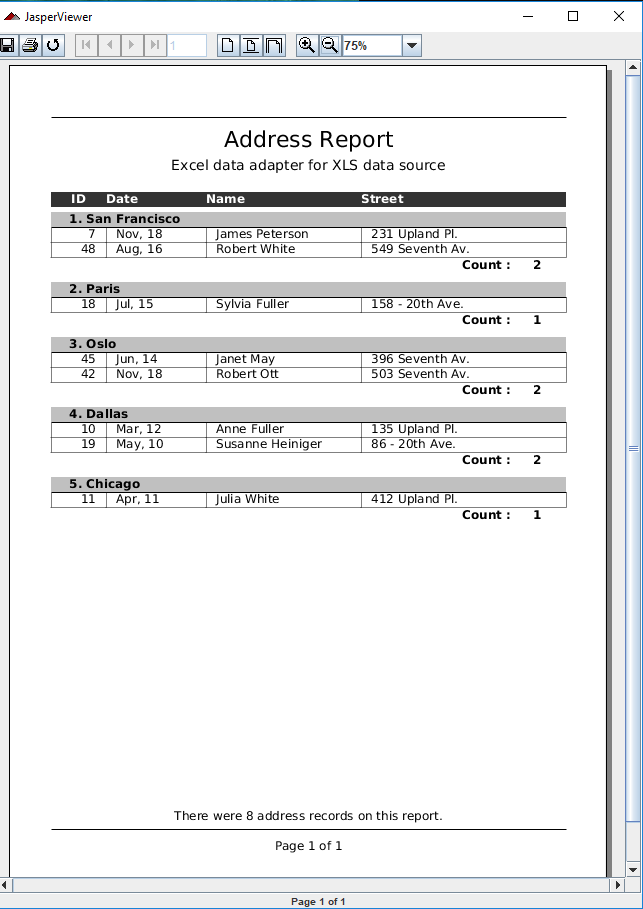 JasperViewer
1 75%
Address Report
Excel data adapter for XLS data source
ID Date Name Street
1. San Francisco
7 Nov, 18 James Peterson 231 Upland Pl.
48 Aug, 16 Robert White 549 Seventh Av.
Count : 2
2. Paris
18 Jul, 15 Sylvia Fuller 158 - 20th Ave.
Count : 1
3. Oslo
45 Jun, 14 Janet May 396 Seventh Av.
42 Nov, 18 Robert Ott 503 Seventh Av.
Count : 2
4. Dallas
10 Mar, 12 Anne Fuller 135 Upland Pl.
19 May, 10 Susanne Heiniger 86 - 20th Ave.
Count : 2
5. Chicago
11 Apr, 11 Julia White 412 Upland Pl.
Count : 1
There were 8 address records on this report.
Page 1 of 1
Page 1 of 1